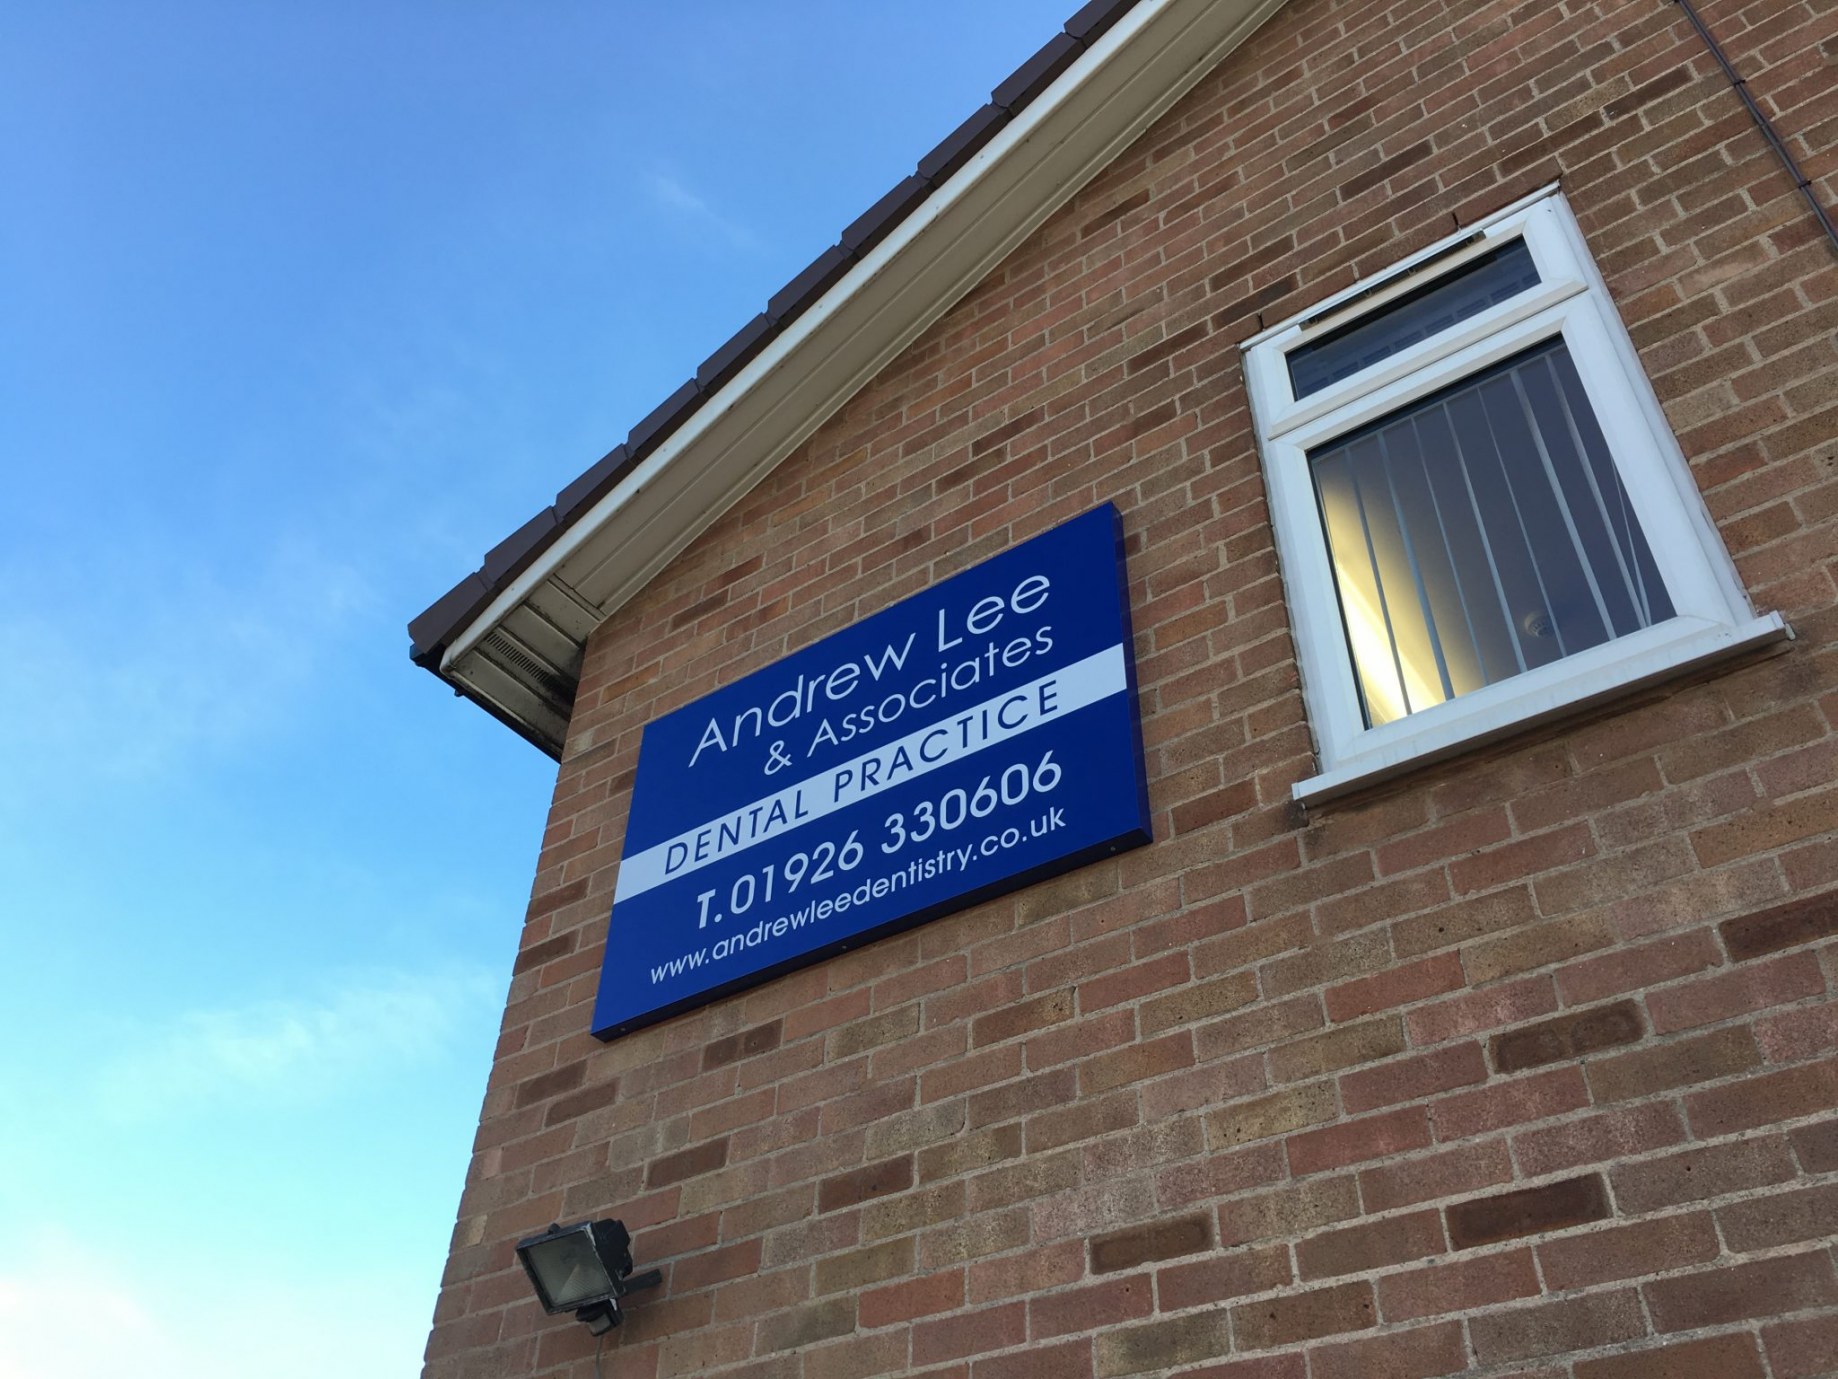 Andrew Lee
& Associates
DENTAL PRACTICE
T. 01926 330606
www.andrewleedentistry.co.uk